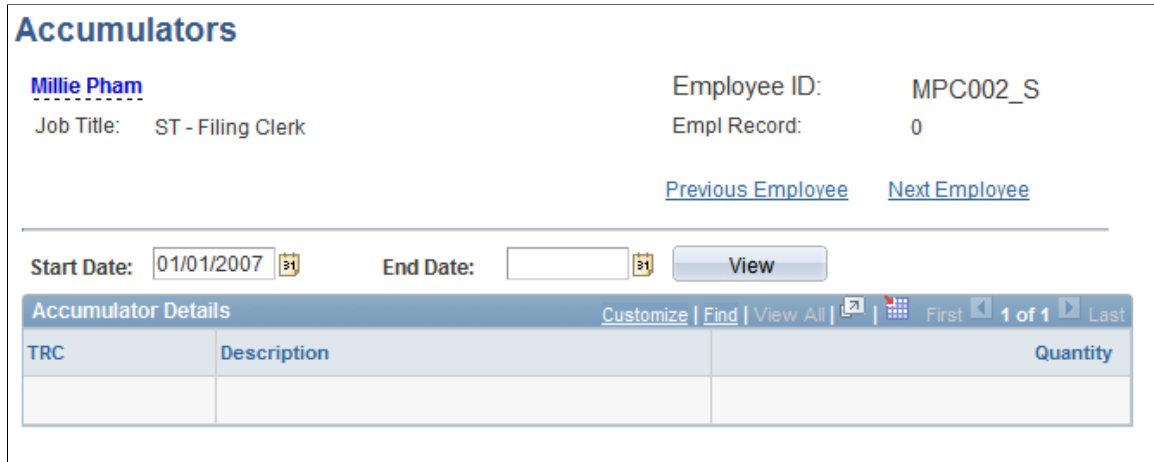 Accumulators
Millie Pham Employee ID: MPC002_S
Job Title: ST - Filing Clerk Empl Record: 0
Previous Employee Next Employee
Start Date: 01/01/2007 31 End Date: 31 View
Accumulator Details Customize | Find | View All | | First 1 of 1 Last
TRC Description Quantity